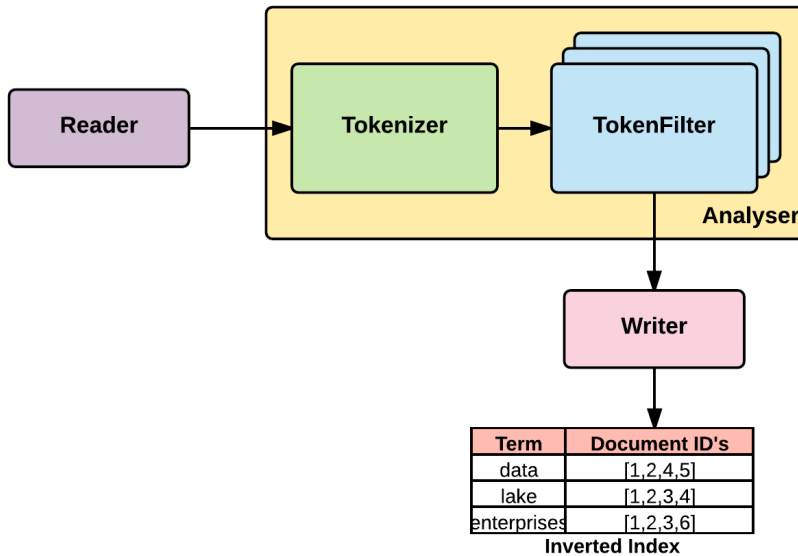 Reader
Tokenizer
TokenFilter
Analyser
Writer
Term Document ID's
data [1,2,4,5]
lake [1,2,3,4]
enterprises [1,2,3,6]
Inverted Index